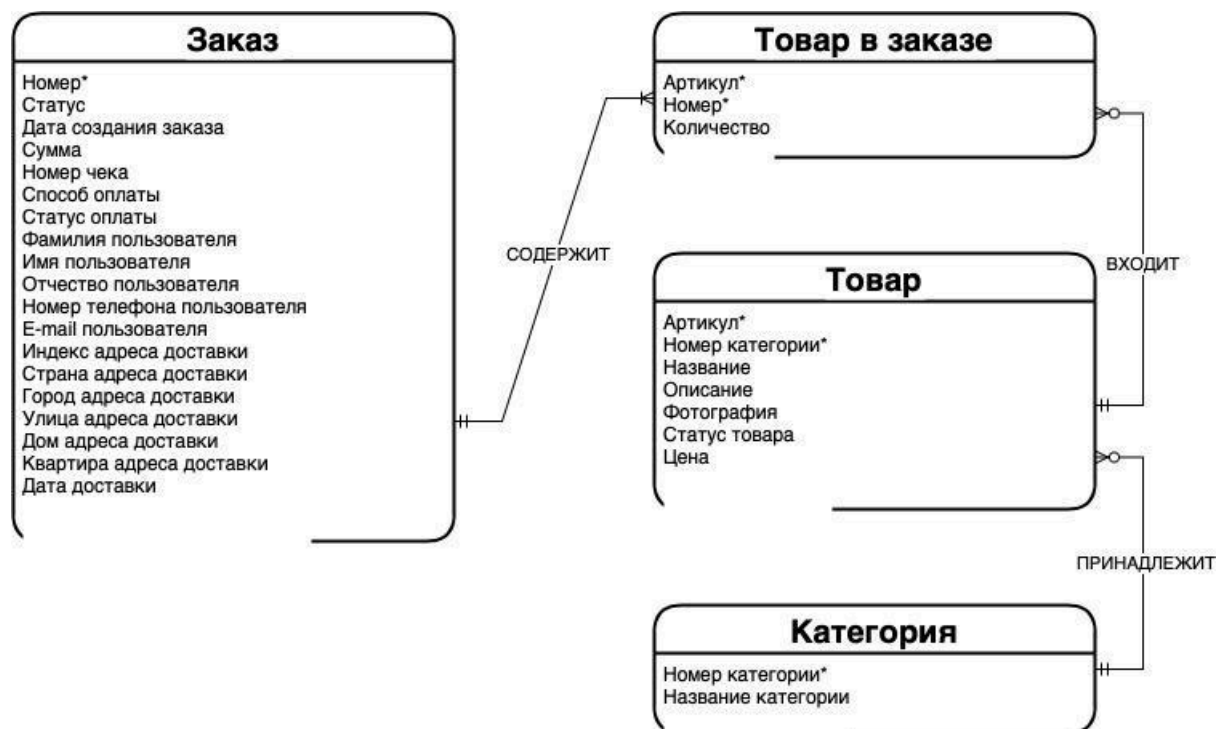 Заказ
Номер*
Статус
Дата создания заказа
Сумма
Номер чека
Способ оплаты
Статус оплаты
Фамилия пользователя
Имя пользователя
Отчество пользователя
Номер телефона пользователя
E-mail пользователя
Индекс адреса доставки
Страна адреса доставки
Город адреса доставки
Улица адреса доставки
Дом адреса доставки
Квартира адреса доставки
Дата доставки
СОДЕРЖИТ
Товар в заказе
Артикул*
Номер*
Количество
ВХОДИТ
Товар
Артикул*
Номер категории*
Название
Описание
Фотография
Статус товара
Цена
ПРИНАДЛЕЖИТ
Категория
Номер категории*
Название категории